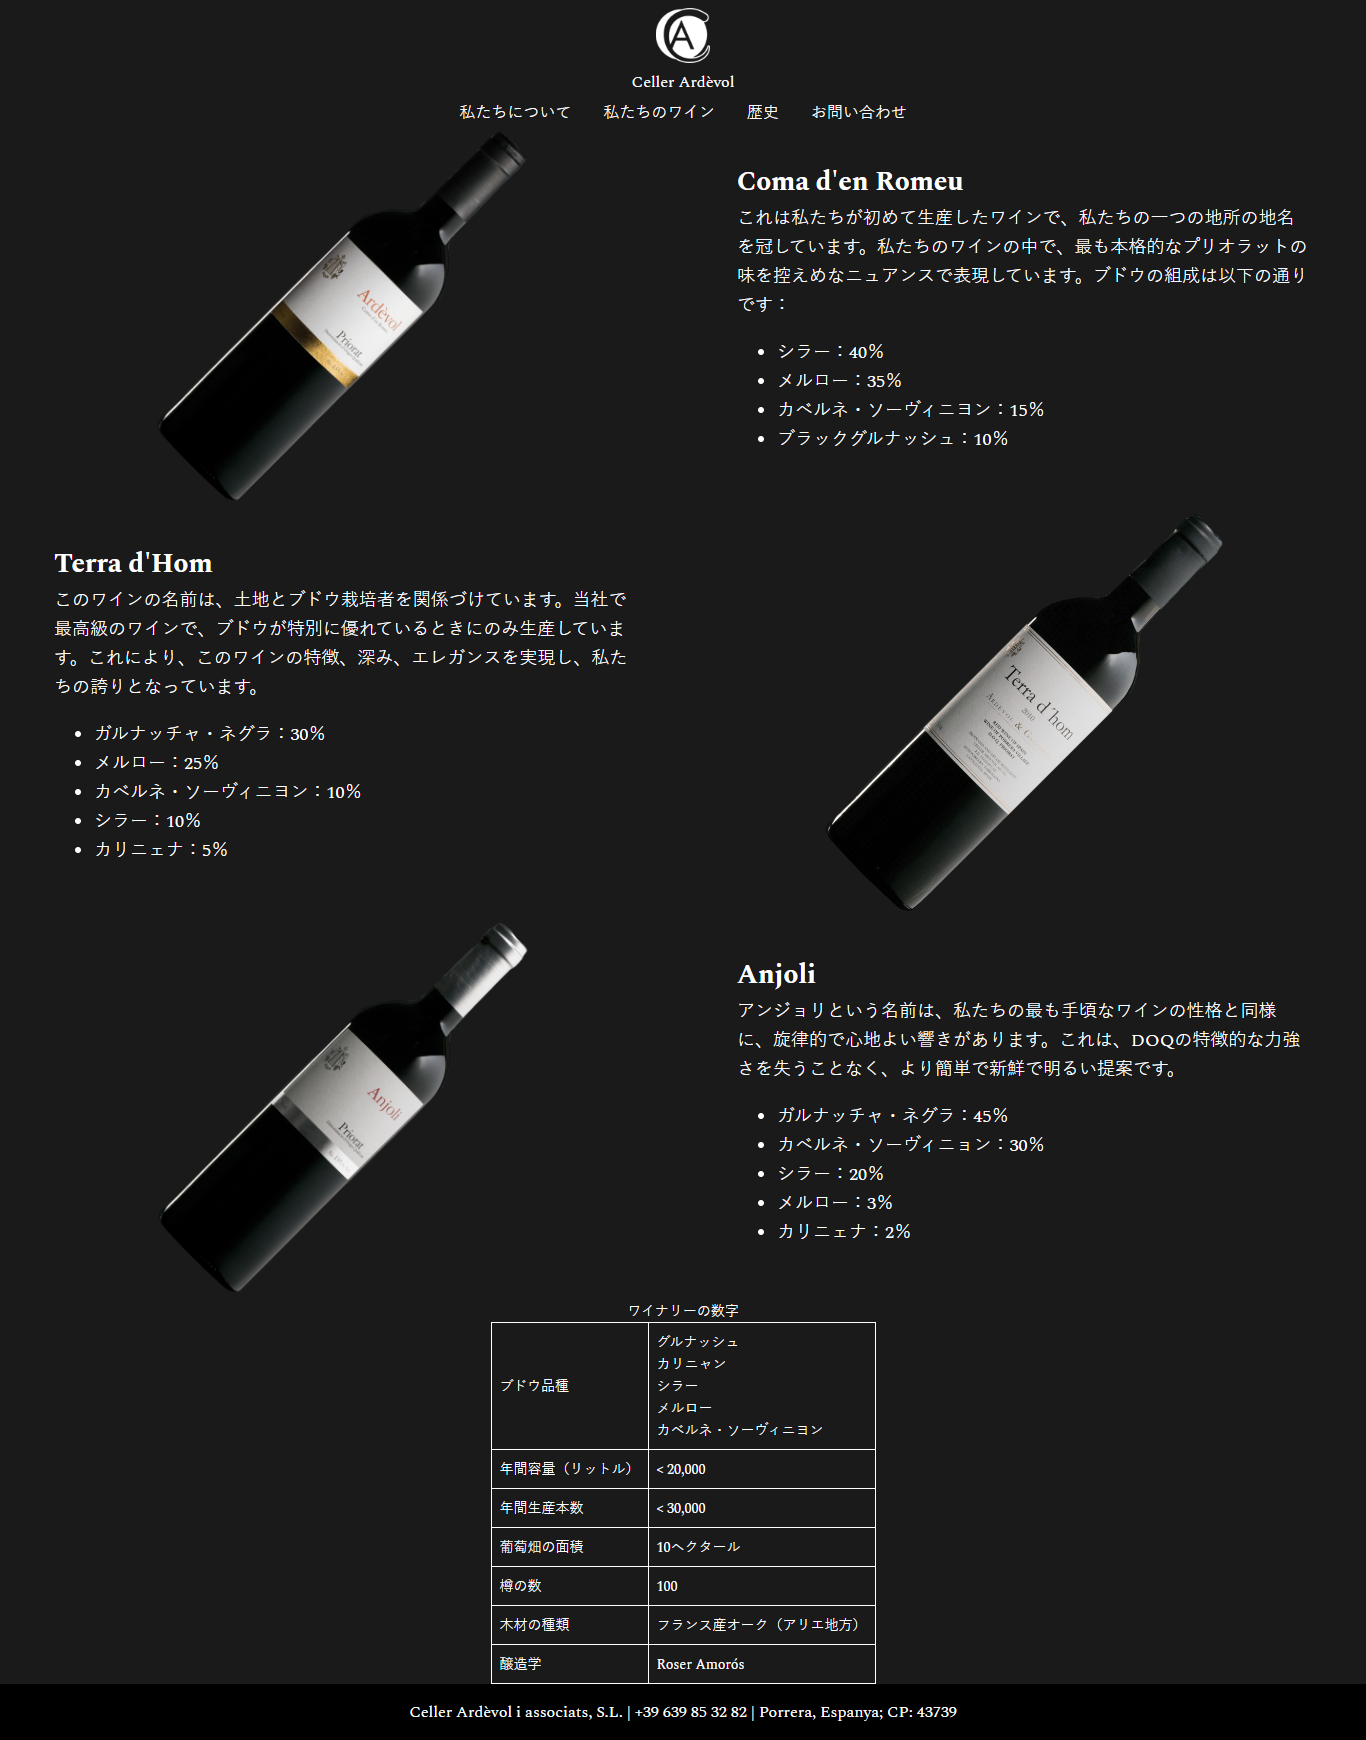 CA
Celler Ardèvol
私たちについて 私たちのワイン 歴史 お問い合わせ
Ardèvol
Priorat
Coma d'en Romeu
これは私たちが初めて生産したワインで、私たちの一つの地所の地名
を冠しています。私たちのワインの中で、最も本格的なプリオラットの
味を控えめなニュアンスで表現しています。ブドウの組成は以下の通り
です：
• シラー：40%
• メルロー：35%
• カベルネ・ソーヴィニヨン：15%
• ブラックグルナッシュ：10%
Terra d'Hom
このワインの名前は、土地とブドウ栽培者を関係づけています。当社で
最高級のワインで、ブドウが特別に優れているときにのみ生産していま
す。これにより、このワインの特徴、深み、エレガンスを実現し、私た
ちの誇りとなっています。
• ガルナッチャ・ネグラ：30%
• メルロー：25%
• カベルネ・ソーヴィニヨン：10%
• シラー：10%
• カリニェナ：5%
Terra d'hom
2010
Anjoli
Priorat
Anjoli
アンジョリという名前は、私たちの最も手頃なワインの性格と同様
に、旋律的で心地よい響きがあります。これは、DOQの特徴的な力強
さを失うことなく、より簡単で新鮮で明るい提案です。
• ガルナッチャ・ネグラ：45%
• カベルネ・ソーヴィニョン：30%
• シラー：20%
• メルロー：3%
• カリニェナ：2%
ワイナリーの数字
ブドウ品種
グルナッシュ
カリニャン
シラー
メルロー
カベルネ・ソーヴィニヨン
年間容量（リットル） < 20,000
年間生産本数 < 30,000
葡萄畑の面積 10ヘクタール
樽の数 100
木材の種類 フランス産オーク（アリエ地方）
醸造学 Roser Amorós
Celler Ardèvol i associats, S.L. | +39 639 85 32 82 | Porrera, Espanya; CP: 43739